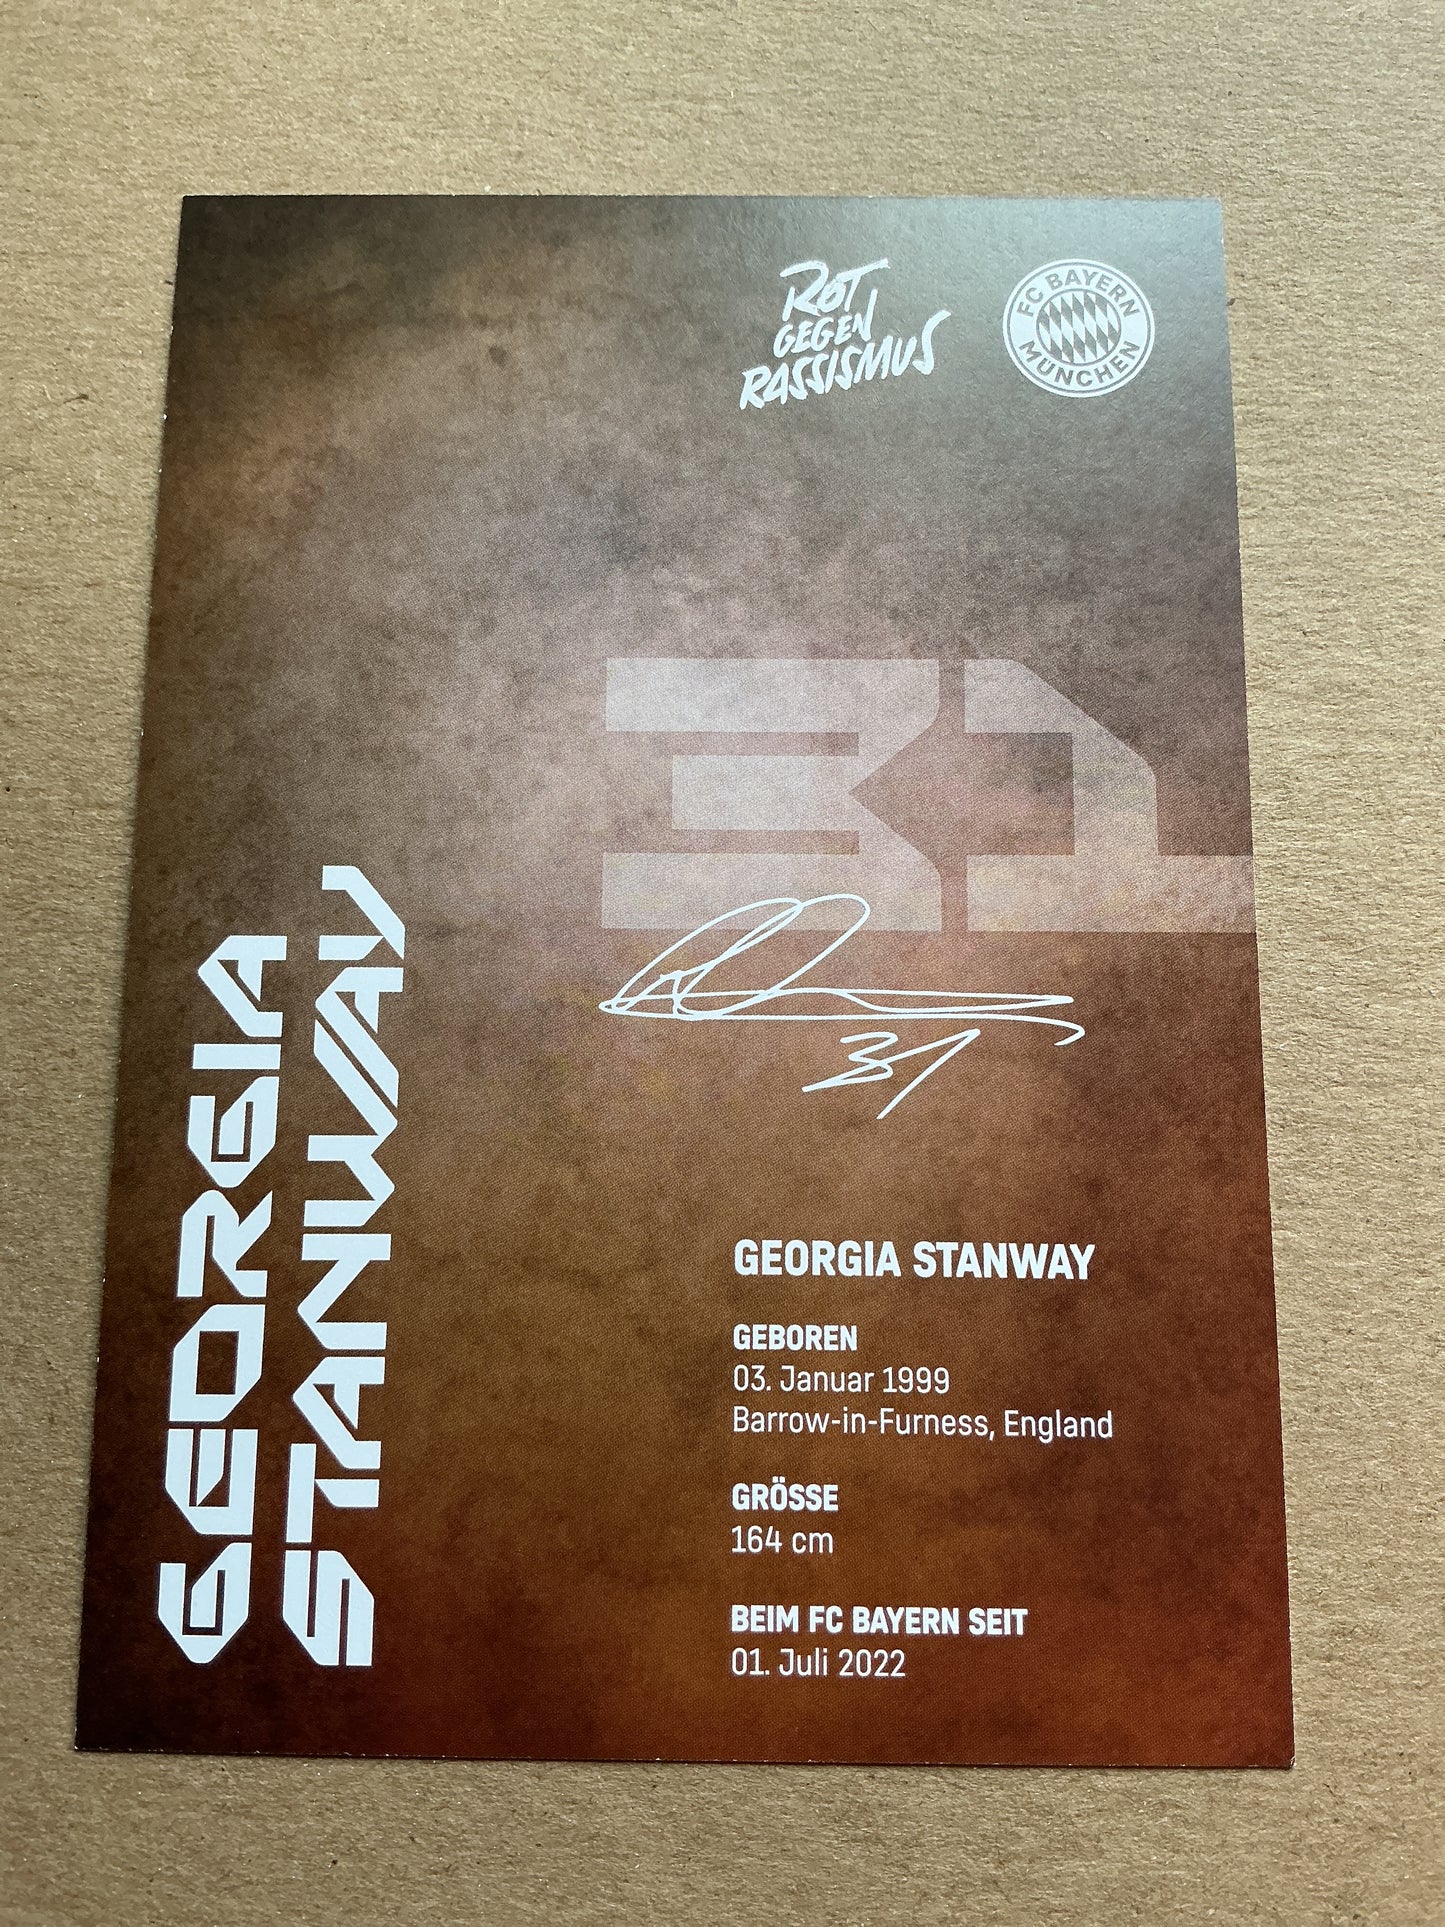 ROT
GEGEN
RASSISMUS
FC BAYERN
MÜNCHEN
31
31
GEORGIA
STANWAY
GEORGIA STANWAY
GEBOREN
03. Januar 1999
Barrow-in-Furness, England
GRÖSSE
164 cm
BEIM FC BAYERN SEIT
01. Juli 2022